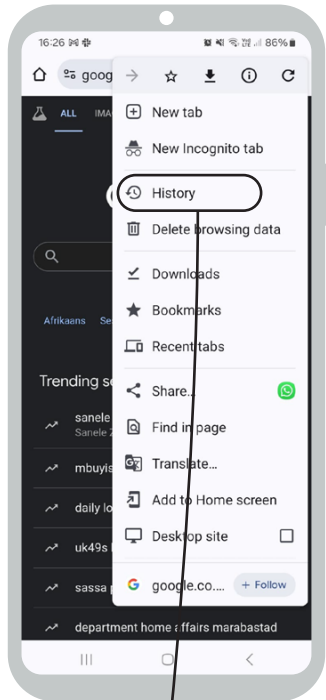 16:26
86%
goog
ALL IMA
New tab
New Incognito tab
History
Delete browsing data
Downloads
Bookmarks
Recent tabs
Afrikaans Se
Trending se
Share...
sanele
Sanele Z
Find in page
mbuyis
Translate...
daily lo
Add to Home screen
uk49s
Desktop site
sassa p
google.co.... + Follow
department home affairs marabastad